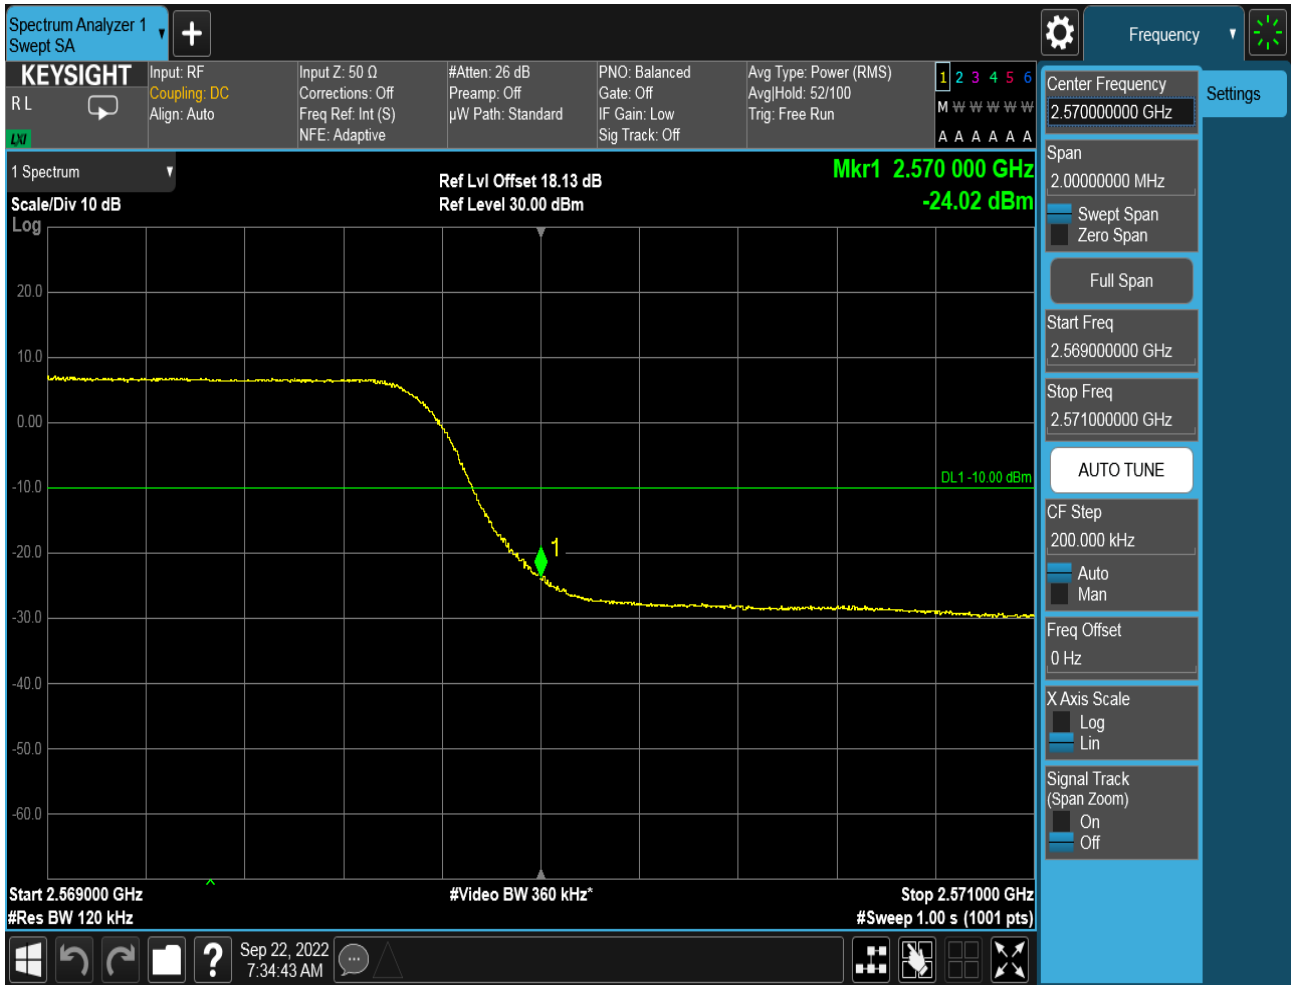 Spectrum Analyzer 1
Swept SA
Frequency
KEYSIGHT
R L
LXI
Input: RF
Coupling: DC
Align: Auto
Input Z: 50 Ω
Corrections: Off
Freq Ref: Int (S)
NFE: Adaptive
#Atten: 26 dB
Preamp: Off
µW Path: Standard
PNO: Balanced
Gate: Off
IF Gain: Low
Sig Track: Off
Avg Type: Power (RMS)
Avg|Hold: 52/100
Trig: Free Run
1 2 3 4 5 6
M W W W W W
A A A A A A
Center Frequency
2.570000000 GHz
Settings
1 Spectrum
Scale/Div 10 dB
Log
Ref Lvl Offset 18.13 dB
Ref Level 30.00 dBm
Mkr1 2.570 000 GHz
-24.02 dBm
Span
2.00000000 MHz
Swept Span
Zero Span
Full Span
Start Freq
2.569000000 GHz
Stop Freq
2.571000000 GHz
AUTO TUNE
CF Step
200.000 kHz
Auto
Man
Freq Offset
0 Hz
X Axis Scale
Log
Lin
Signal Track
(Span Zoom)
On
Off
20.0
10.0
0.00
-10.0
-20.0
-30.0
-40.0
-50.0
-60.0
DL1 -10.00 dBm
1
Start 2.569000 GHz
#Res BW 120 kHz
#Video BW 360 kHz*
Stop 2.571000 GHz
#Sweep 1.00 s (1001 pts)
?
Sep 22, 2022
7:34:43 AM